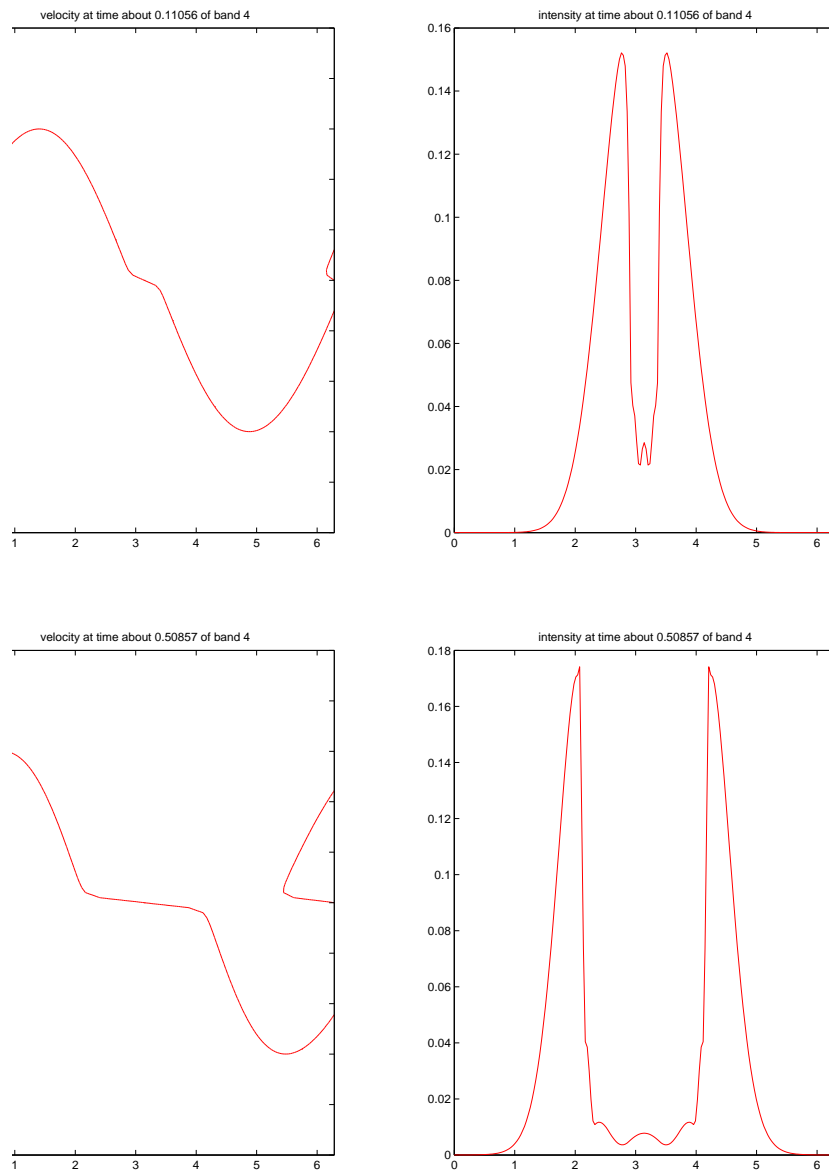 velocity at time about 0.11056 of band 4
1 2 3 4 5 6
intensity at time about 0.11056 of band 4
0.16
0.14
0.12
0.1
0.08
0.06
0.04
0.02
0
0 1 2 3 4 5 6
velocity at time about 0.50857 of band 4
1 2 3 4 5 6
intensity at time about 0.50857 of band 4
0.18
0.16
0.14
0.12
0.1
0.08
0.06
0.04
0.02
0
0 1 2 3 4 5 6